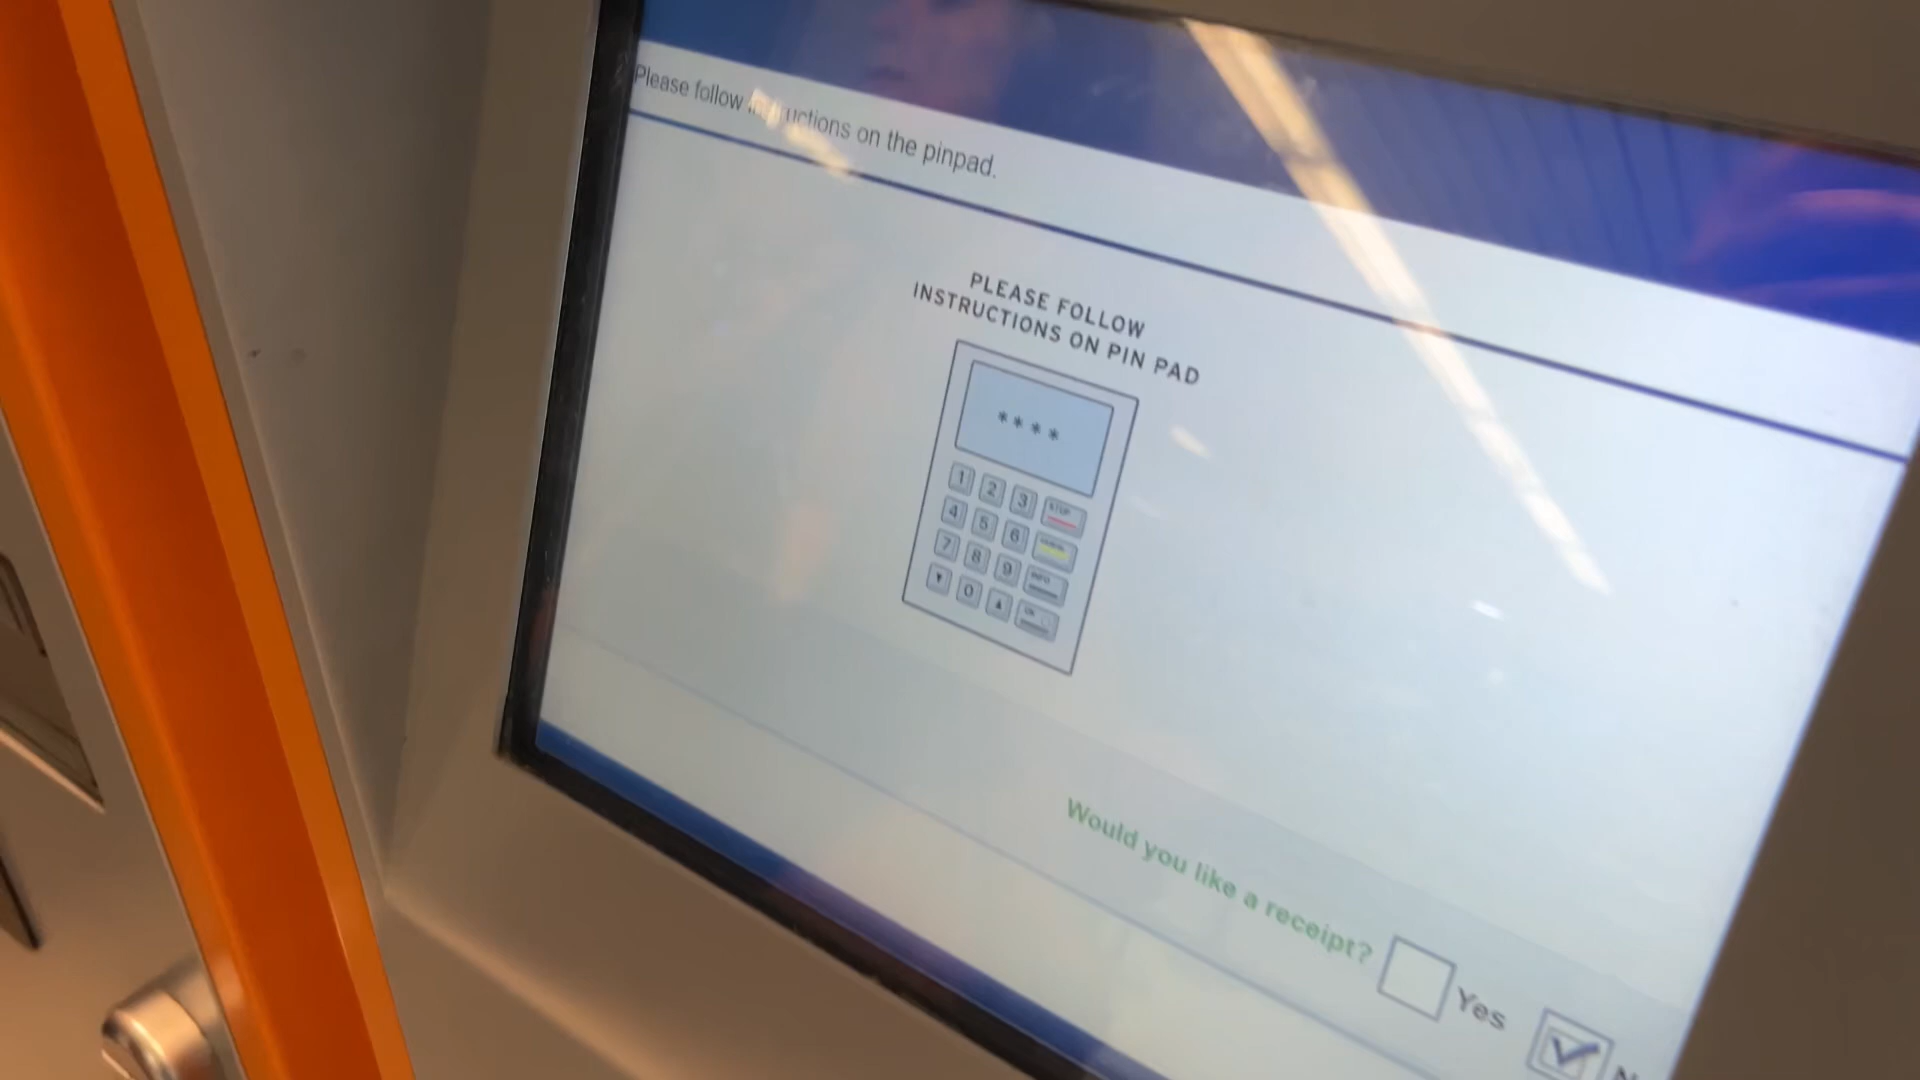 Please follow instructions on the pinpad.
PLEASE FOLLOW
INSTRUCTIONS ON PIN PAD
****
1 2 3 STOP
4 5 6
7 8 9 INFO
0
Would you like a receipt? Yes